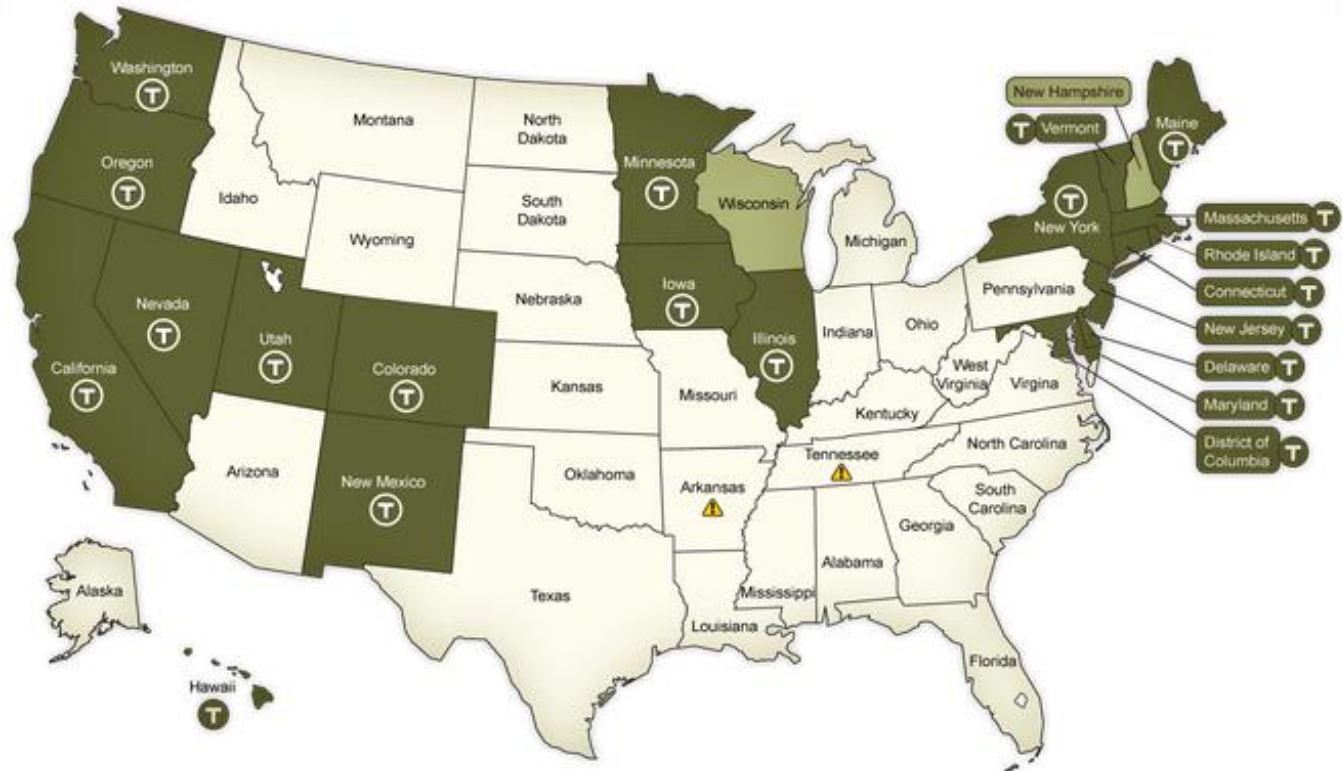 Washington
T
Montana
North
Dakota
Minnesota
T
New Hampshire
T Vermont
Maine
T
Oregon
T
Idaho
South
Dakota
Wisconsin
Michigan
T
New York
Massachusetts T
Wyoming
Rhode Island T
Nevada
T
Utah
T
Colorado
T
Nebraska
Iowa
T
Illinois
T
Indiana
Ohio
Pennsylvania
Connecticut T
New Jersey T
California
T
Kansas
Missouri
Kentucky
West
Virginia
Virgina
Delaware T
Maryland T
District of
Columbia T
Arizona
New Mexico
T
Oklahoma
Arkansas
!
Tennessee
!
North Carolina
South
Carolina
Georgia
Alaska
Texas
Louisiana
Mississippi
Alabama
Florida
Hawaii
T